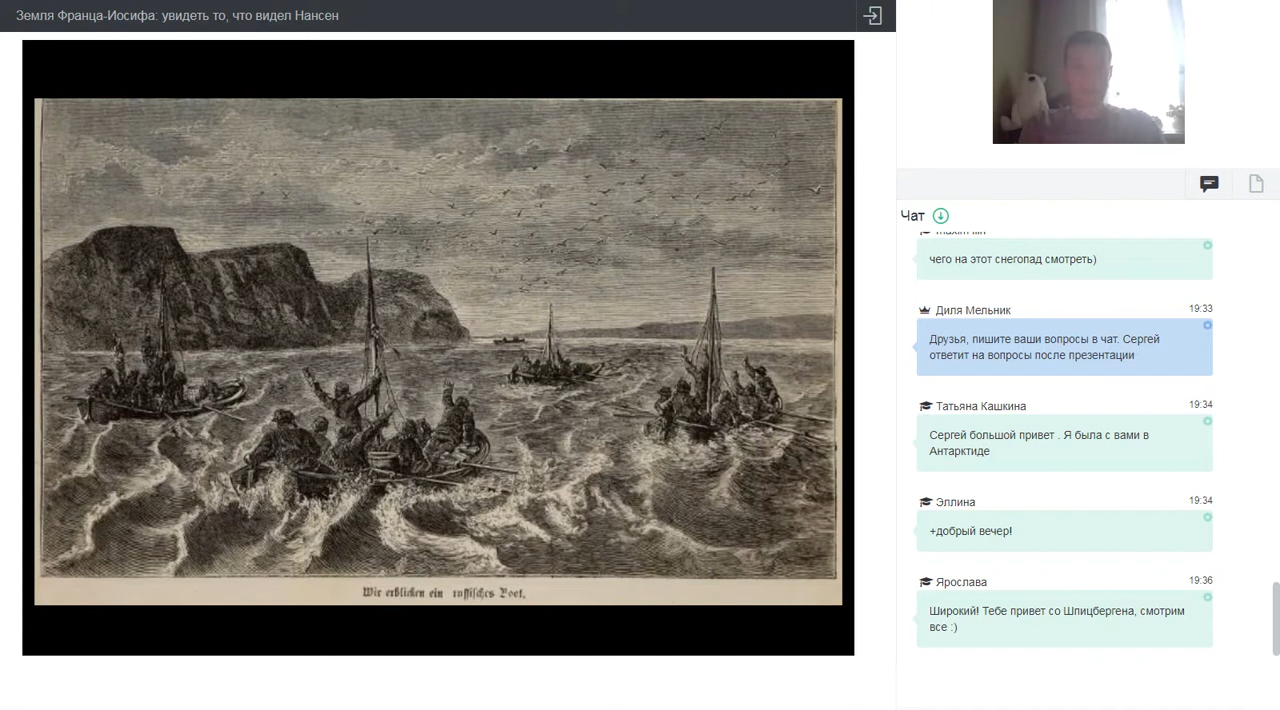 Земля Франца-Иосифа: увидеть то, что видел Нансен
Wir erblicken ein russisches Boot.
Чат
чего на этот снегопад смотреть)
Диля Мельник
19:33
Друзья, пишите ваши вопросы в чат. Сергей
ответит на вопросы после презентации
Татьяна Кашкина
19:34
Сергей большой привет . Я была с вами в
Антарктиде
Эллина
19:34
+добрый вечер!
Ярослава
19:36
Широкий! Тебе привет со Шпицбергена, смотрим
все :)